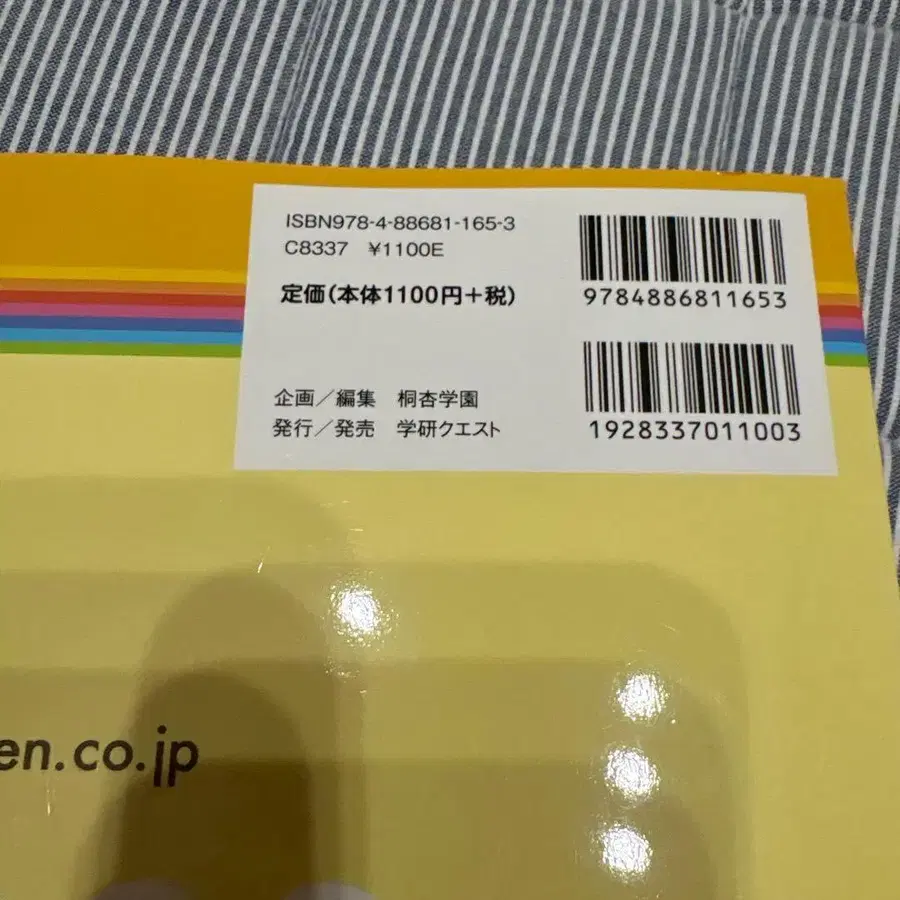 ISBN978-4-88681-165-3
C8337 ¥1100E
定価(本体1100円+税)
9784886811653
企画/編集 桐杏学園
発行/発売 学研クエスト
1928337011003
en.co.jp